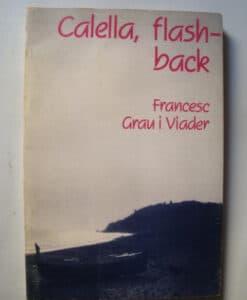 Calella, flash-
back
Francesc
Grau i Viader